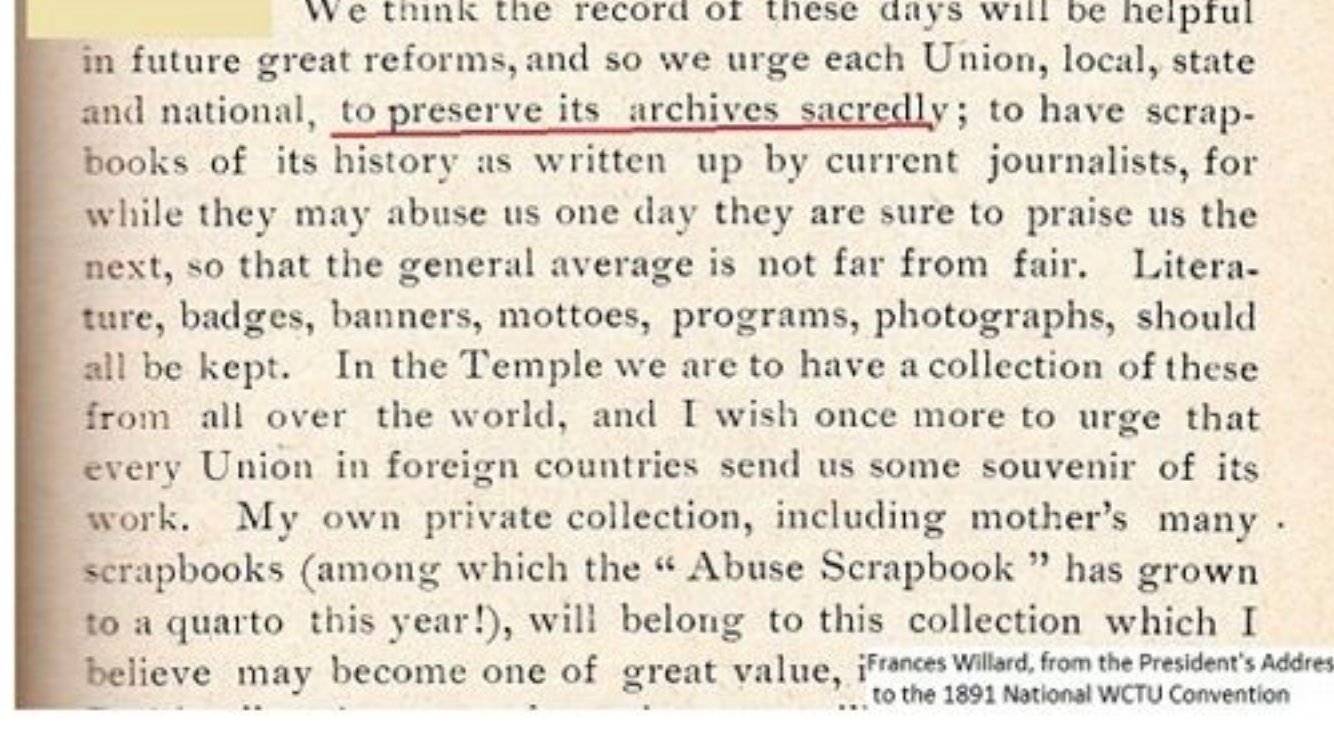 We think the record of these days will be helpful
in future great reforms, and so we urge each Union, local, state
and national, to preserve its archives sacredly; to have scrap-
books of its history as written up by current journalists, for
while they may abuse us one day they are sure to praise us the
next, so that the general average is not far from fair. Litera-
ture, badges, banners, mottoes, programs, photographs, should
all be kept. In the Temple we are to have a collection of these
from all over the world, and I wish once more to urge that
every Union in foreign countries send us some souvenir of its
work. My own private collection, including mother's many
scrapbooks (among which the “ Abuse Scrapbook ” has grown
to a quarto this year!), will belong to this collection which I
believe may become one of great value,
Frances Willard, from the President's Addres
to the 1891 National WCTU Convention